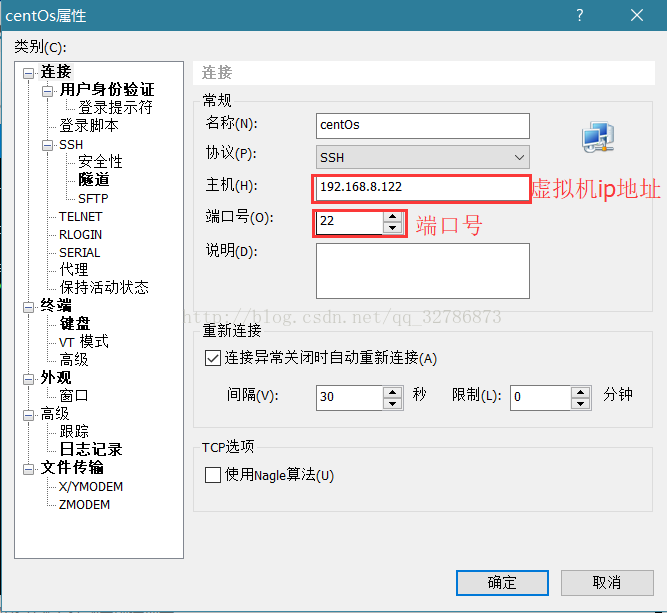 centOs属性
类别(C):
连接
用户身份验证
登录提示符
登录脚本
SSH
安全性
隧道
SFTP
TELNET
RLOGIN
SERIAL
代理
保持活动状态
终端
键盘
VT 模式
高级
外观
窗口
高级
跟踪
日志记录
文件传输
X/YMODEM
ZMODEM
连接
常规
名称(N): centOs
协议(P): SSH
主机(H): 192.168.8.122 虚拟机ip地址
端口号(O): 22 端口号
说明(D):
http://blog.csdn.net/qq_32786873
重新连接
连接异常关闭时自动重新连接(A)
间隔(V): 30 秒 限制(L): 0 分钟
TCP选项
使用Nagle算法(U)
确定 取消